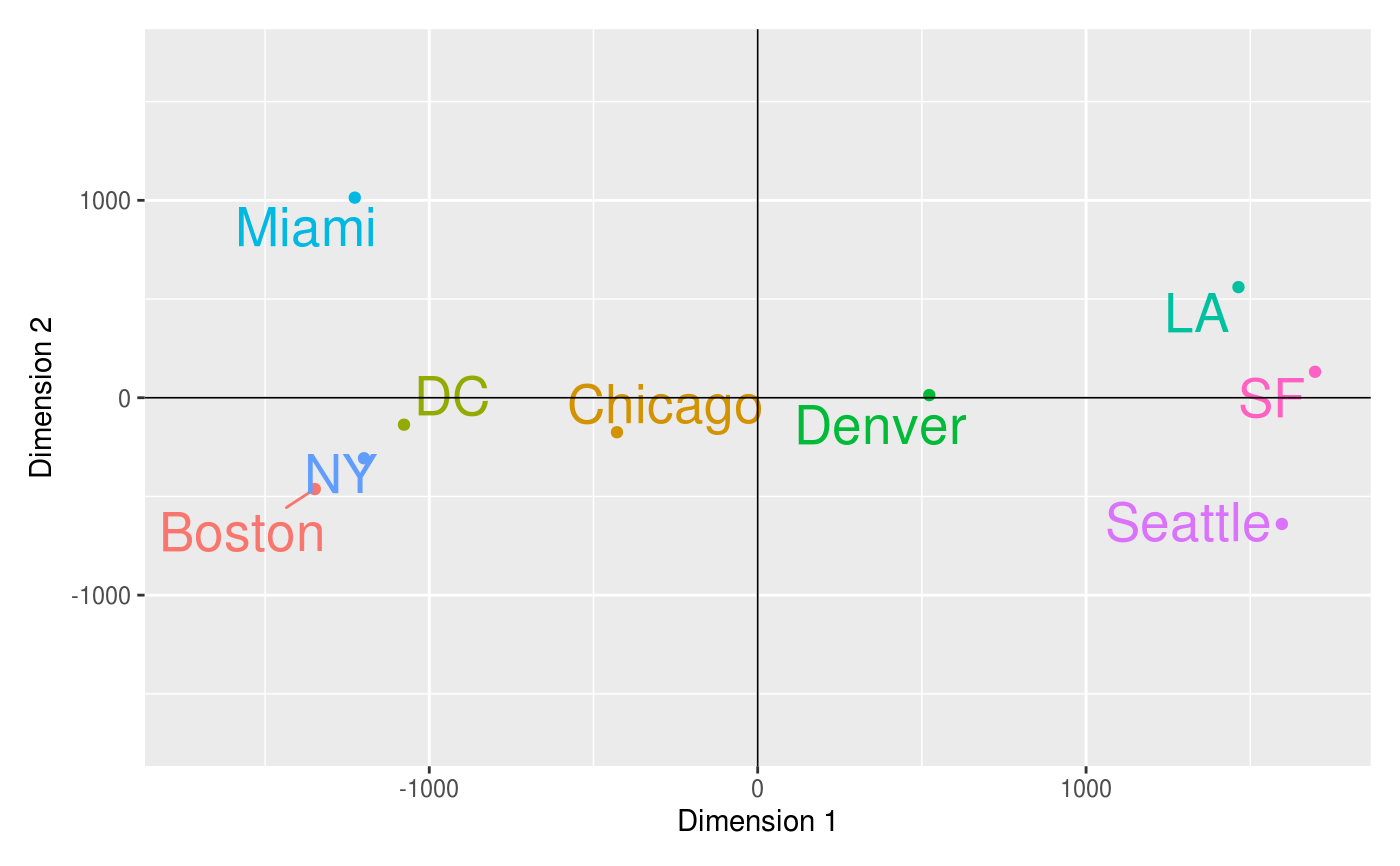 1000
Miami
LA
DC
Chicago
SF
0
Denver
NY
Seattle
Boston
-1000
-1000
0
1000
Dimension 1
Dimension 2